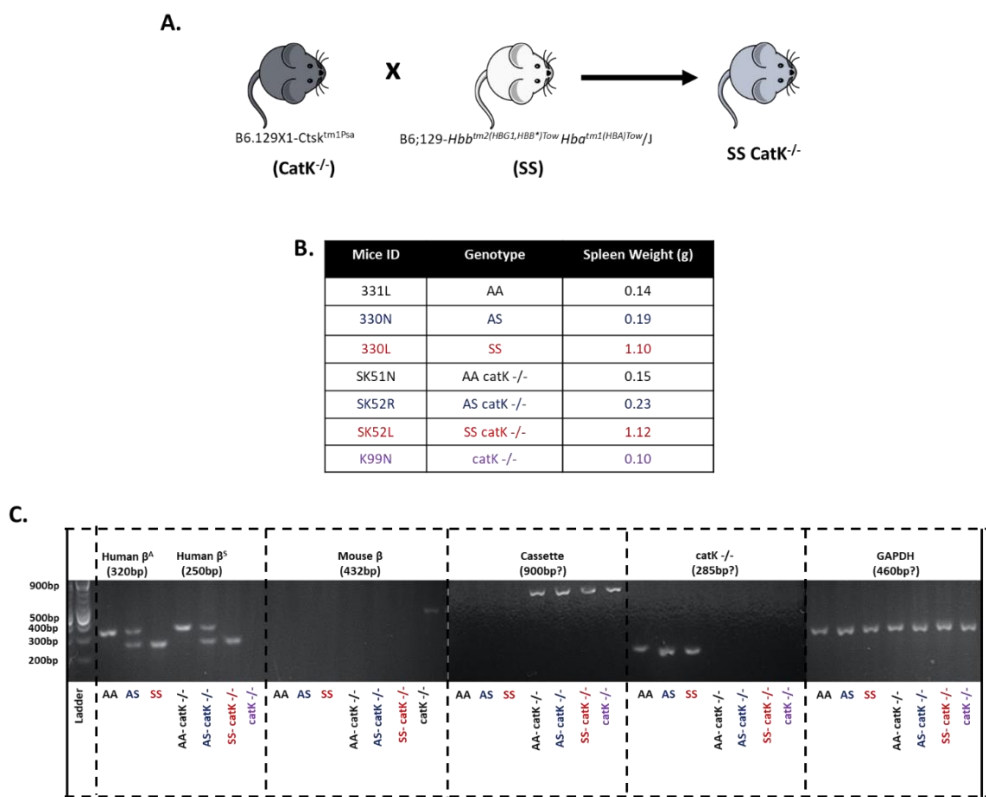 A.
X
B6.129X1-Ctsk^tm1Psa
(CatK-/-)
B6;129-Hbb^tm2(HBG1,HBB*)Tow Hba^tm1(HBA)Tow/J
(SS)
SS CatK-/-
B.
Mice ID Genotype Spleen Weight (g)
331L AA 0.14
330N AS 0.19
330L SS 1.10
SK51N AA catK -/- 0.15
SK52R AS catK -/- 0.23
SK52L SS catK -/- 1.12
K99N catK -/- 0.10
C.
Human β^A Human β^S Mouse β Cassette catK -/- GAPDH
(320bp) (250bp) (432bp) (900bp?) (285bp?) (460bp?)
900bp
500bp
400bp
300bp
200bp
Ladder
AA AS SS AA- catK -/- AS- catK -/- SS- catK -/- catK -/-
AA AS SS AA- catK -/- AS- catK -/- SS- catK -/- catK -/-
AA AS SS AA- catK -/- AS- catK -/- SS- catK -/- catK -/-
AA AS SS AA- catK -/- AS- catK -/- SS- catK -/- catK -/-
AA AS SS AA- catK -/- AS- catK -/- SS- catK -/- catK -/-